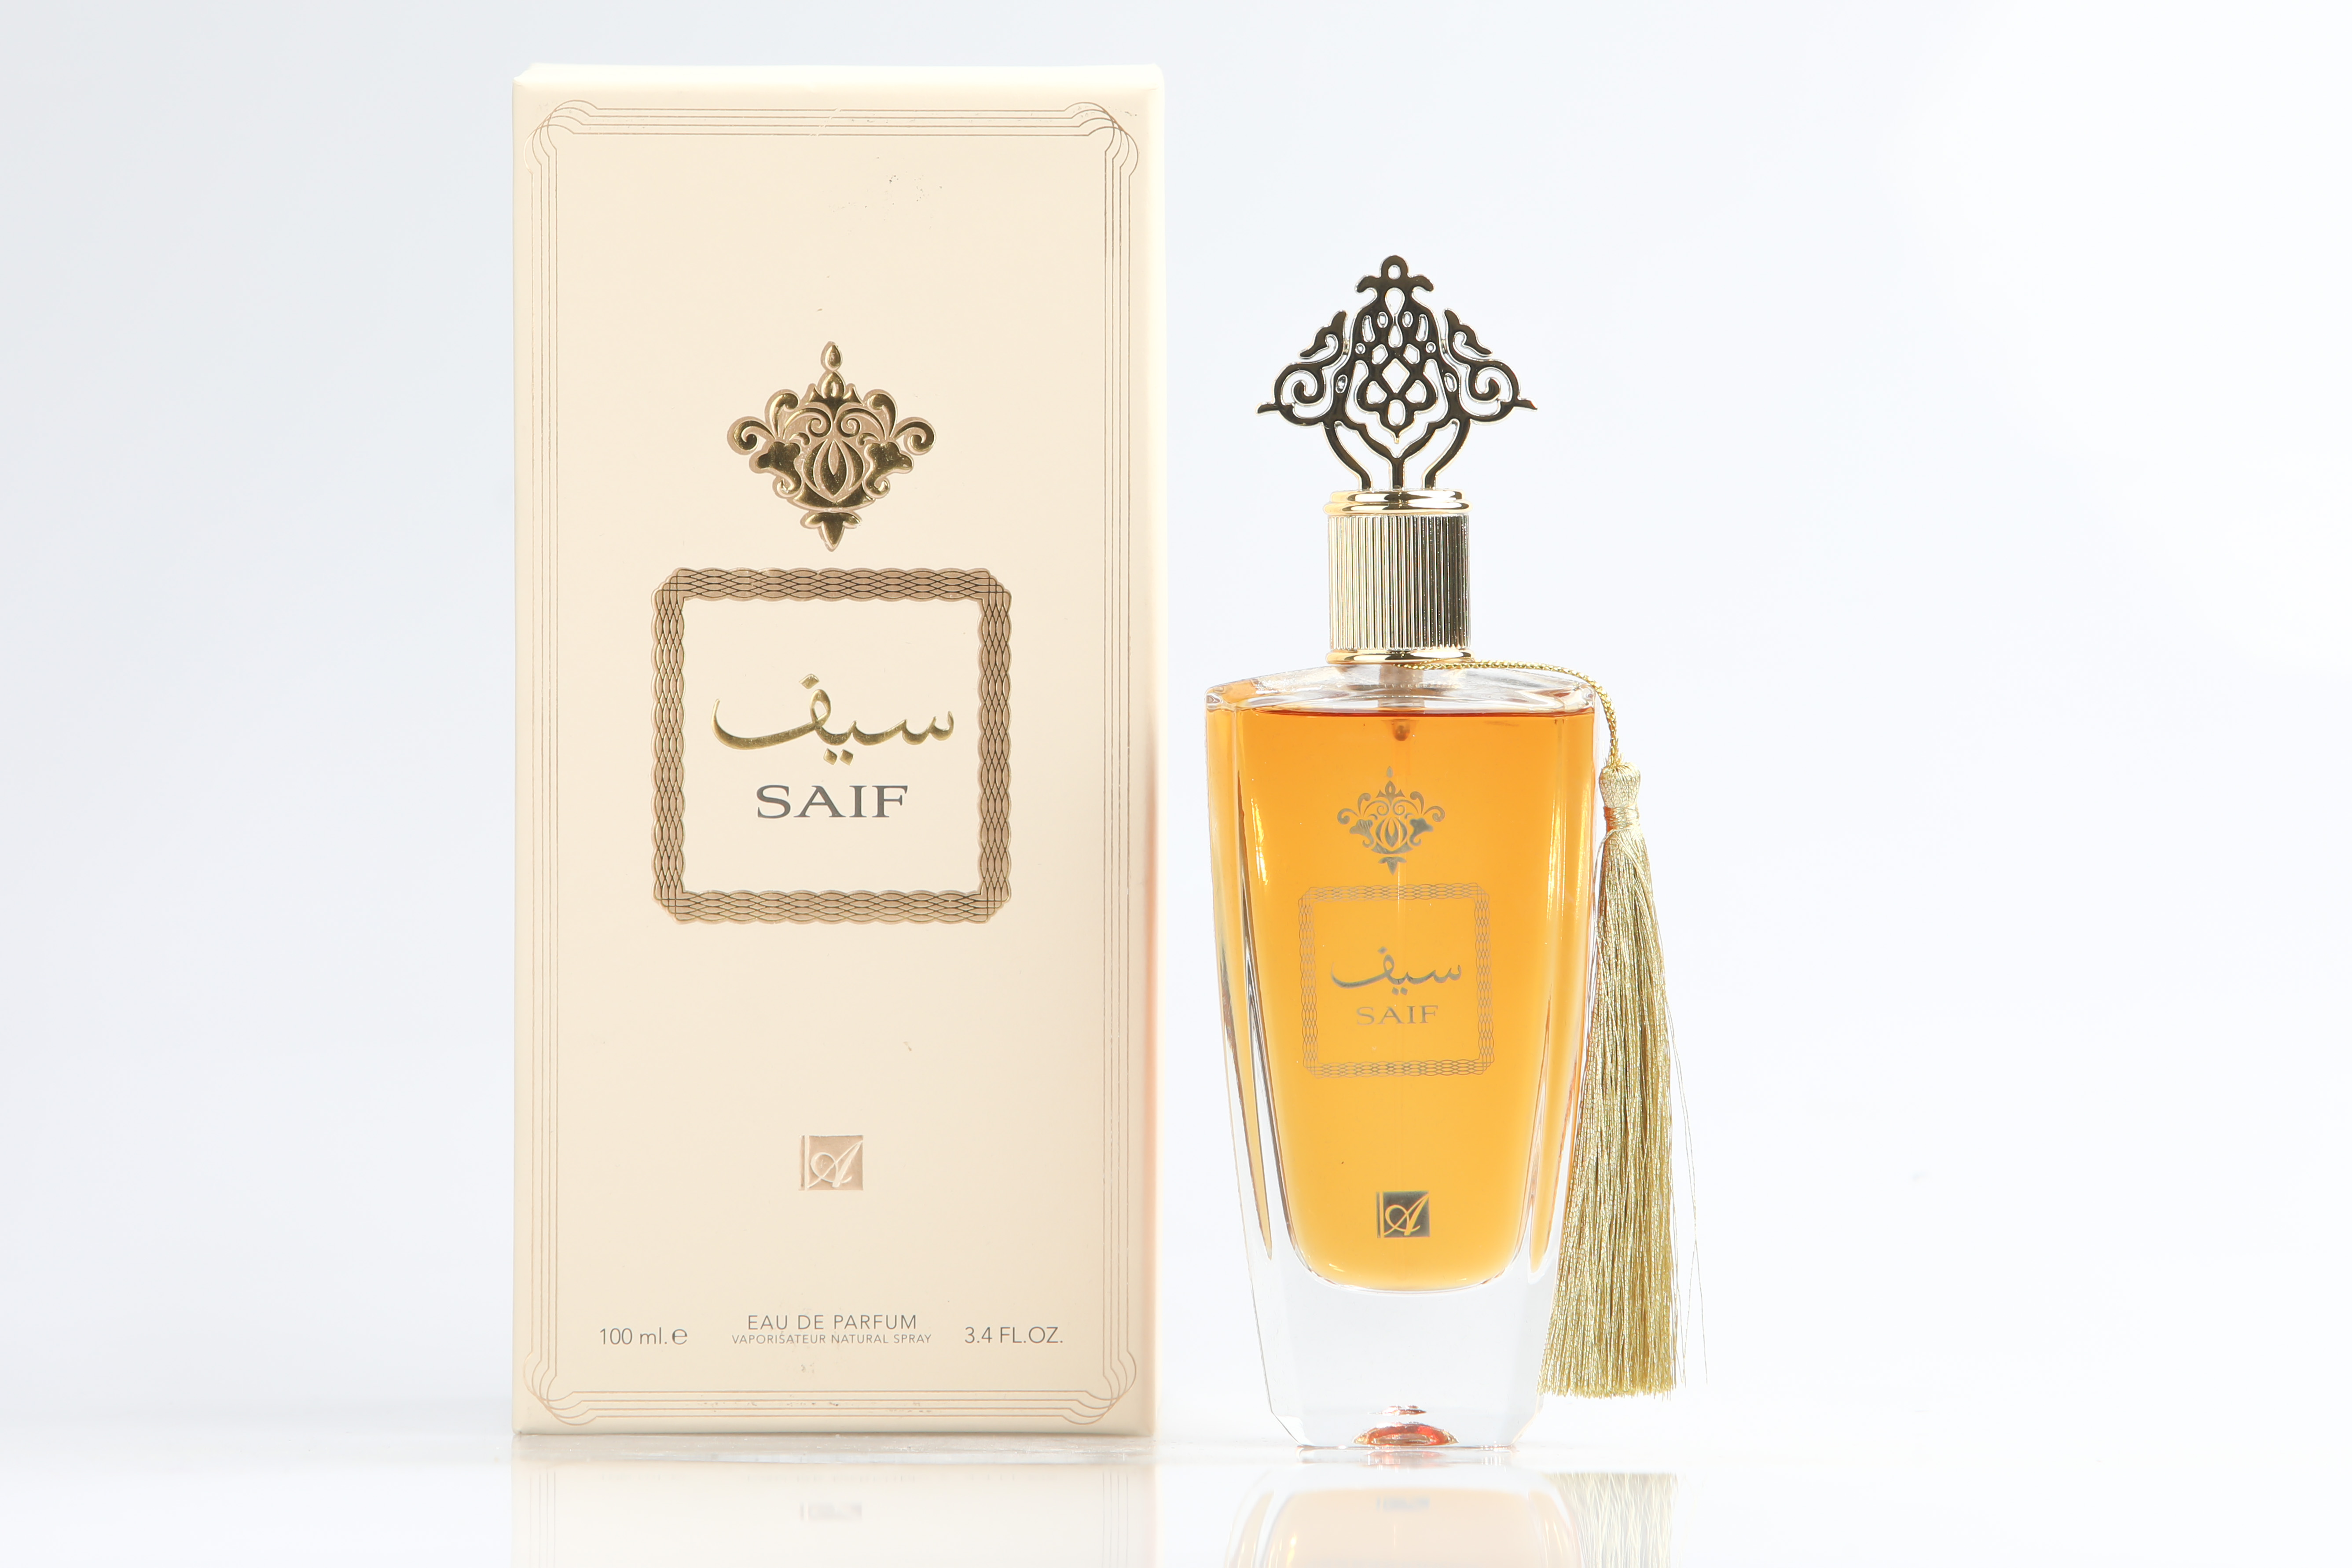 سيف
SAIF
A
100 ml.e
EAU DE PARFUM
VAPORISATEUR NATURAL SPRAY
3.4 FL.OZ.
سيف
SAIF
A